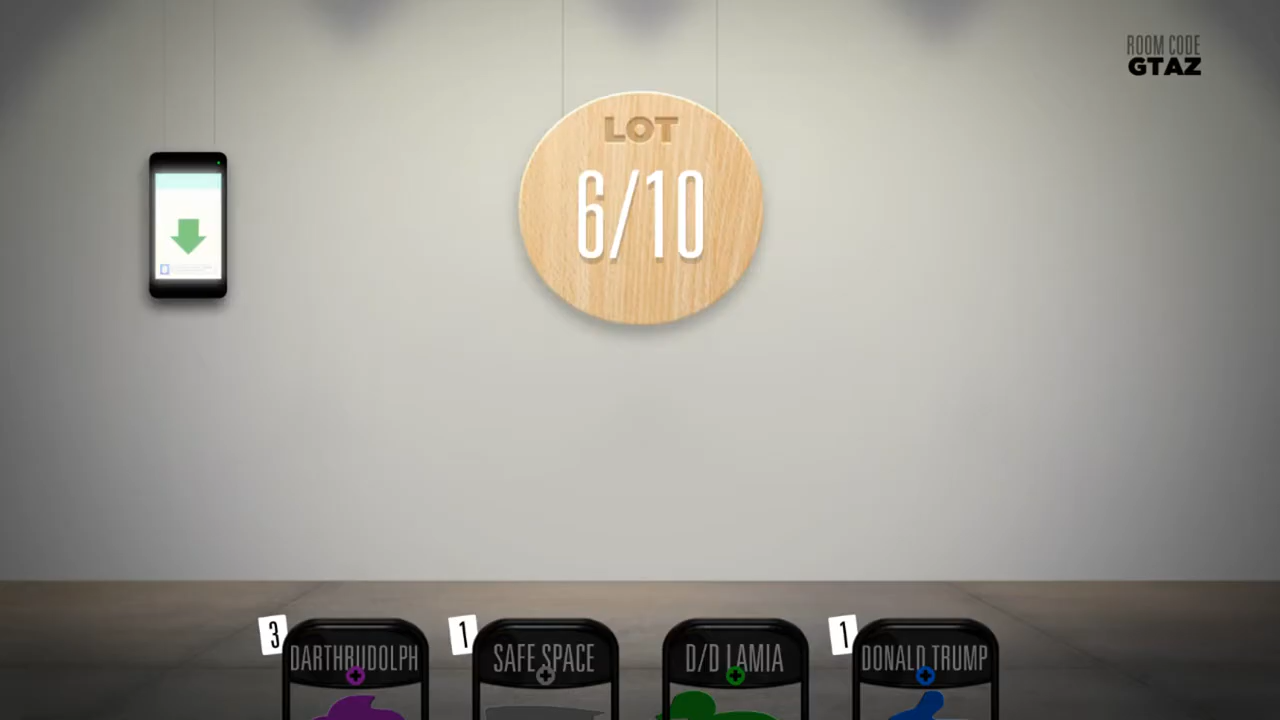 ROOM CODE
GTAZ
LOT
6/10
3
DARTHRUDOLPH
1
SAFE SPACE
D/D LAMIA
1
DONALD TRUMP